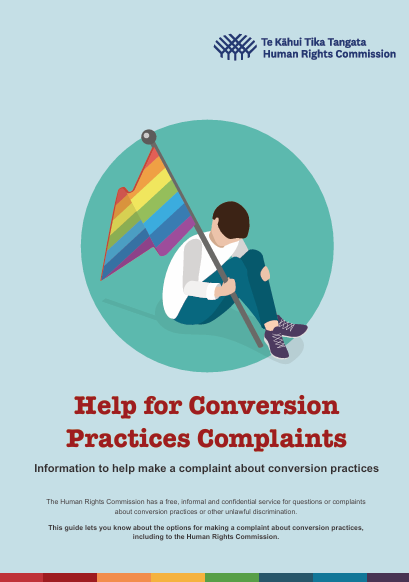 Te Kāhui Tika Tangata
Human Rights Commission
Help for Conversion
Practices Complaints
Information to help make a complaint about conversion practices
The Human Rights Commission has a free, informal and confidential service for questions or complaints
about conversion practices or other unlawful discrimination.
This guide lets you know about the options for making a complaint about conversion practices,
including to the Human Rights Commission.